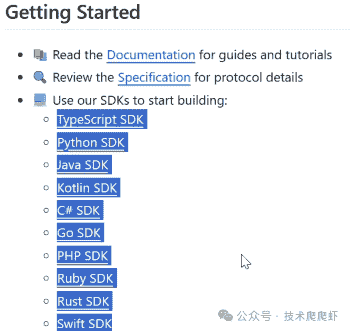 Getting Started
Read the Documentation for guides and tutorials
Review the Specification for protocol details
Use our SDKs to start building:
TypeScript SDK
Python SDK
Java SDK
Kotlin SDK
C# SDK
Go SDK
PHP SDK
Ruby SDK
Rust SDK
Swift SDK
公众号 · 技术爬爬虾